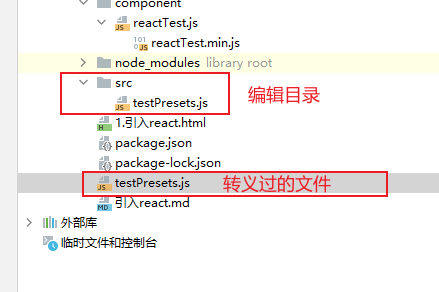 component
reactTest.js
reactTest.min.js
node_modules library root
src
编辑目录
testPresets.js
1.引入react.html
package.json
package-lock.json
testPresets.js 转义过的文件
引入react.md
外部库
临时文件和控制台